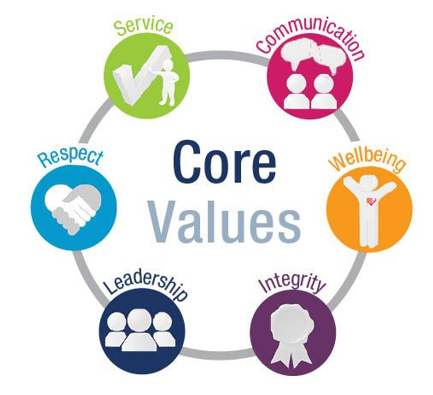 Service
Communication
Respect
Core
Values
Wellbeing
Leadership
Integrity